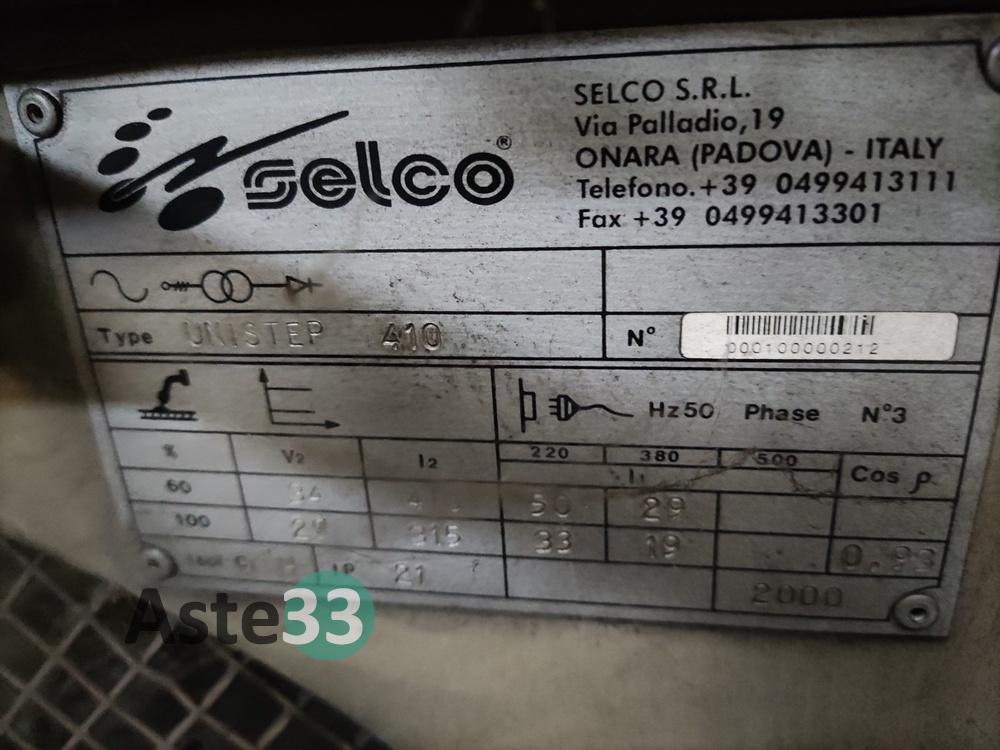 selco®
SELCO S.R.L.
Via Palladio,19
ONARA (PADOVA) - ITALY
Telefono.+39 0499413111
Fax +39 0499413301
Type UNISTEP 410 N° 000100000212
Hz50 Phase N°3
% V2 I2 220 380 500 Cos ρ
I1
60 34 50 29
100 29 315 33 19 0,93
IP 21 2000
Aste33